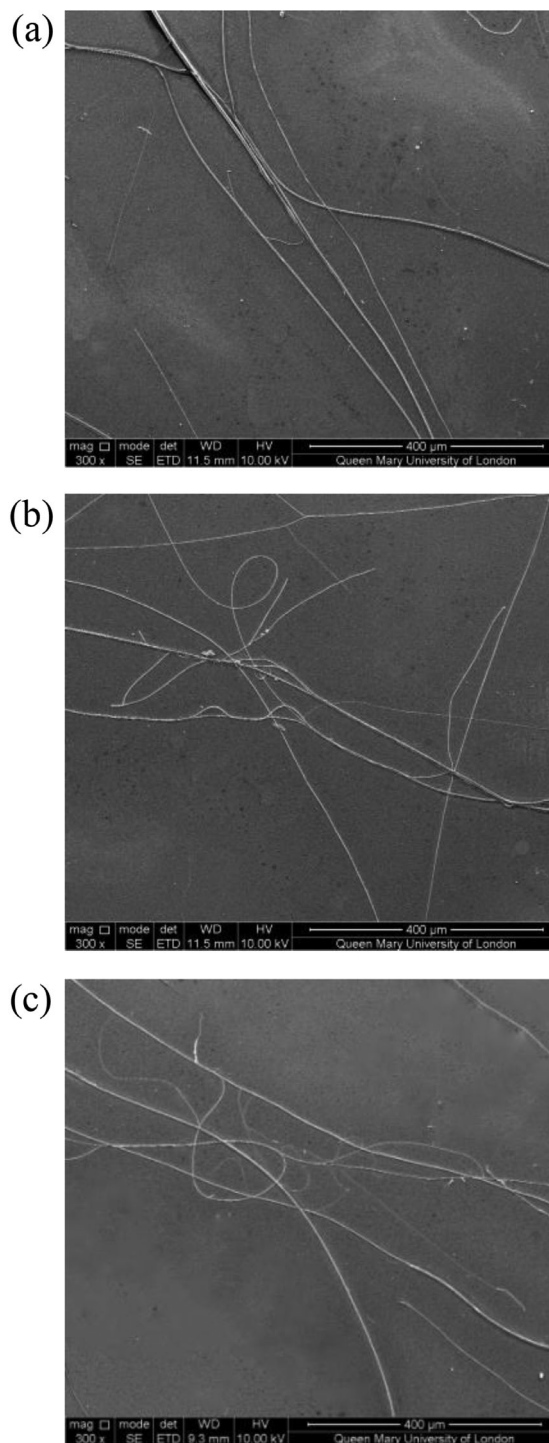 (a)
mag □ mode det WD HV 400 µm
300 x SE ETD 11.5 mm 10.00 kV Queen Mary University of London
(b)
mag □ mode det WD HV 400 µm
300 x SE ETD 11.5 mm 10.00 kV Queen Mary University of London
(c)
mag □ mode det WD HV 400 µm
300 x SE ETD 9.3 mm 10.00 kV Queen Mary University of London